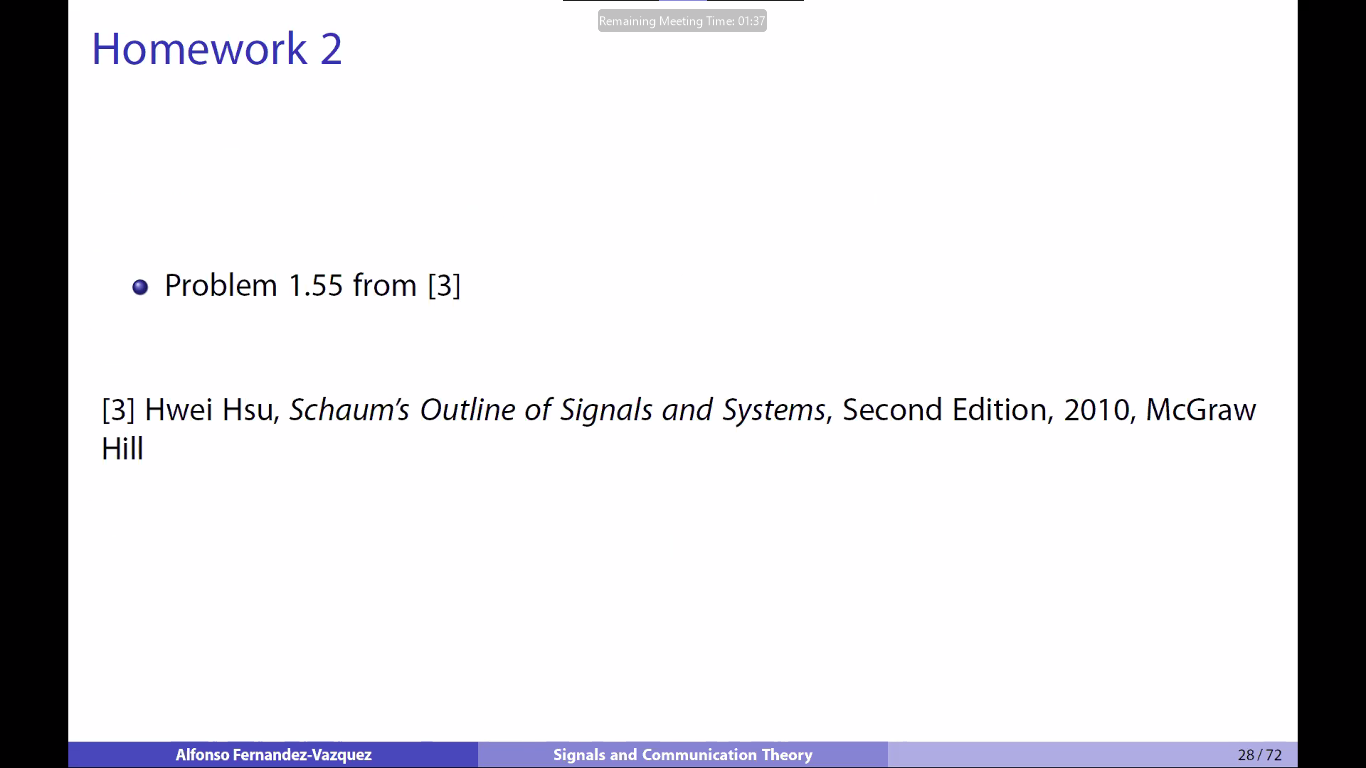 Remaining Meeting Time: 01:37
Homework 2
Problem 1.55 from [3]
[3] Hwei Hsu, Schaum’s Outline of Signals and Systems, Second Edition, 2010, McGraw
Hill
Alfonso Fernandez-Vazquez
Signals and Communication Theory
28 / 72